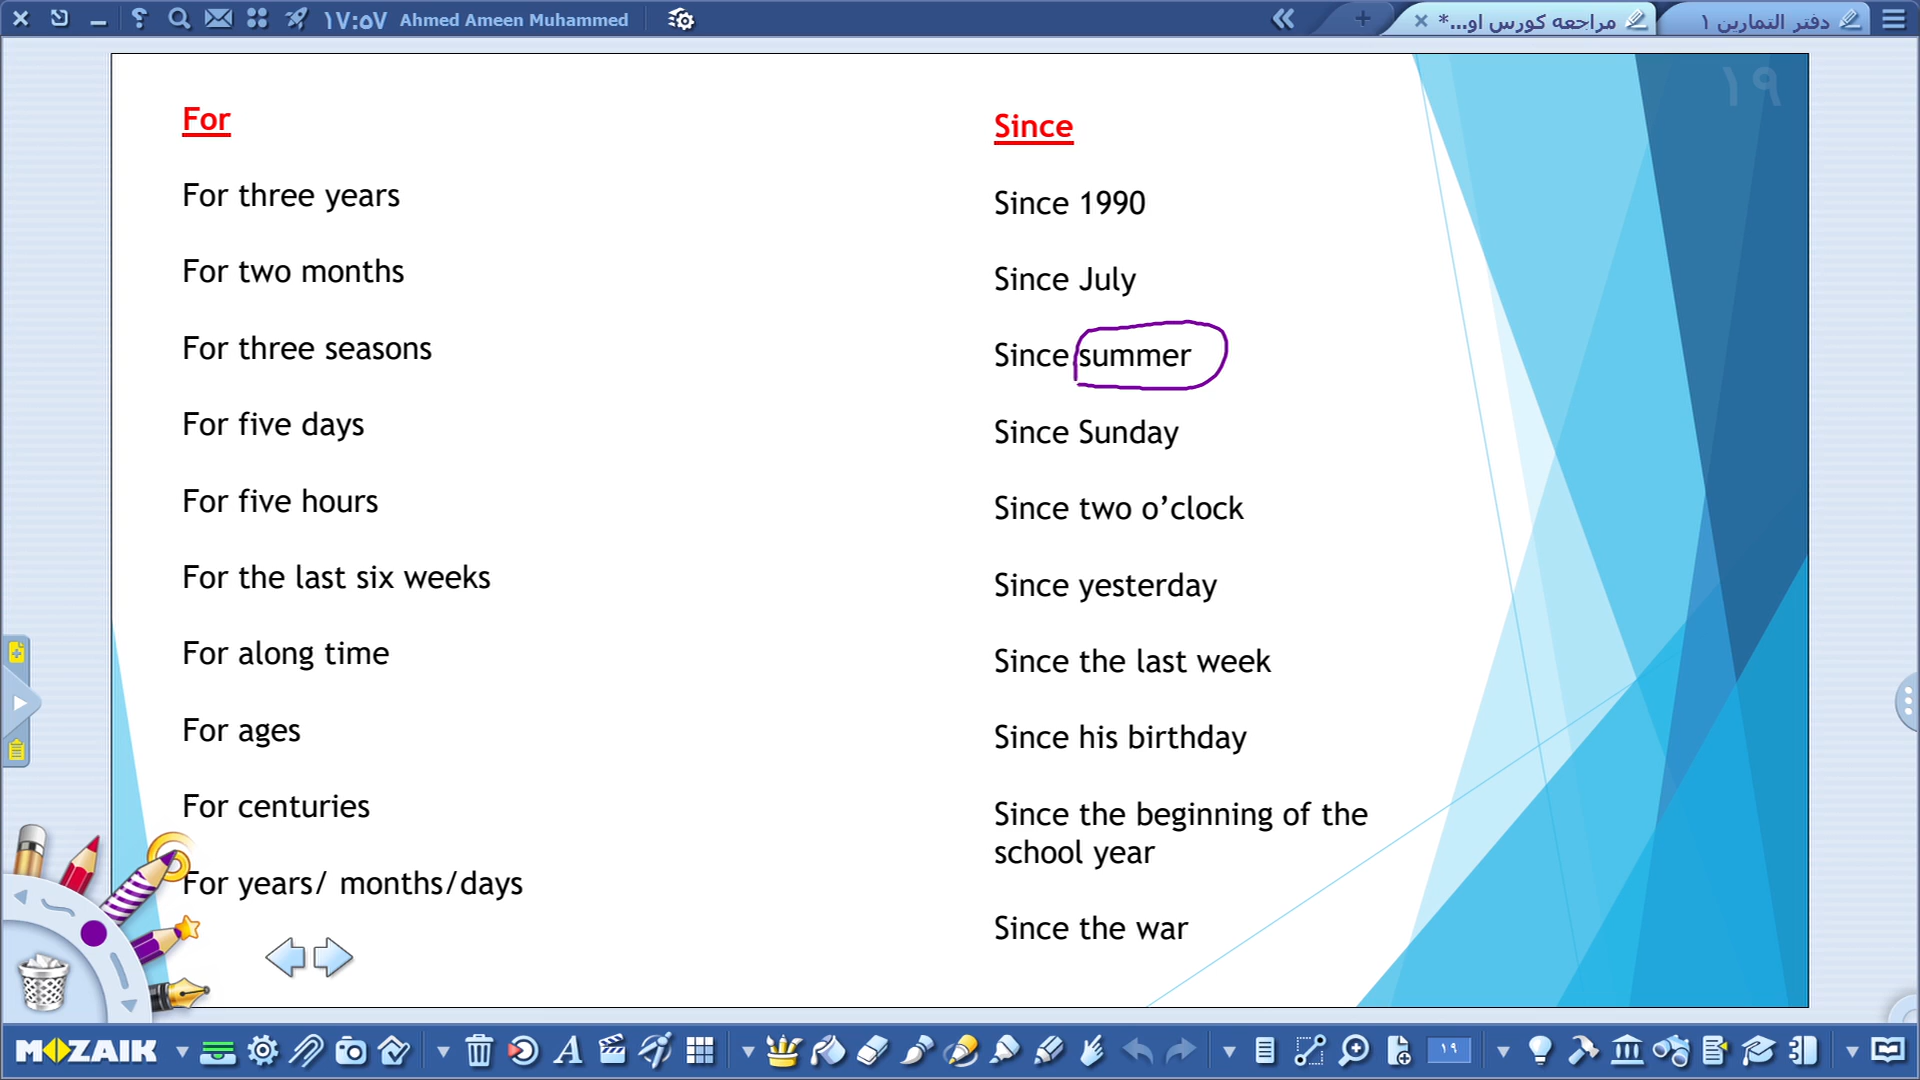 ١٧:٥٧ Ahmed Ameen Muhammed
مراجعه كورس او...*
دفتر التمارين ١
١٩
For
For three years
For two months
For three seasons
For five days
For five hours
For the last six weeks
For along time
For ages
For centuries
For years/ months/days
Since
Since 1990
Since July
Since summer
Since Sunday
Since two o’clock
Since yesterday
Since the last week
Since his birthday
Since the beginning of the
school year
Since the war
MOZAIK
١٩